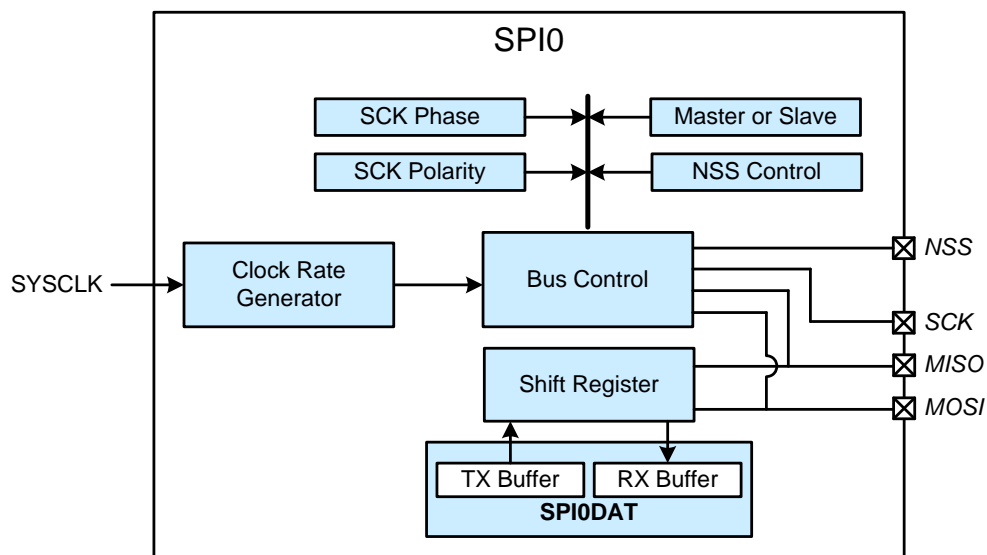 SPI0
SCK Phase
Master or Slave
SCK Polarity
NSS Control
SYSCLK
Clock Rate
Generator
Bus Control
NSS
SCK
MISO
MOSI
Shift Register
TX Buffer
RX Buffer
SPI0DAT